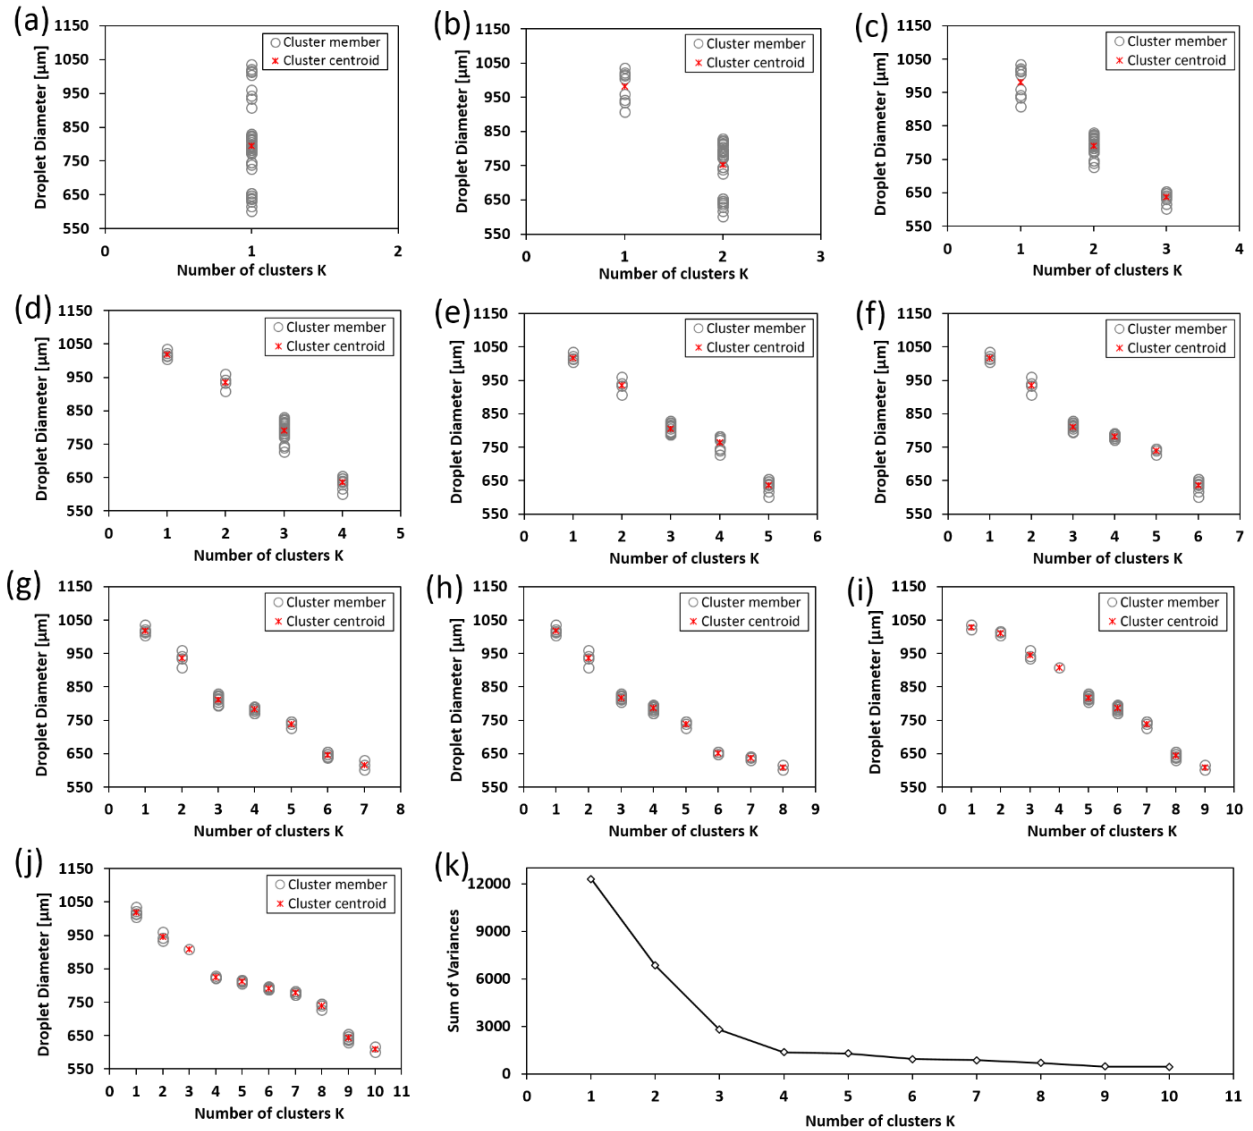 (a)
1150
1050
950
850
750
650
550
Droplet Diameter [µm]
Cluster member
Cluster centroid
0 1 2
Number of clusters K
(b)
1150
1050
950
850
750
650
550
Droplet Diameter [µm]
Cluster member
Cluster centroid
0 1 2 3
Number of clusters K
(c)
1150
1050
950
850
750
650
550
Droplet Diameter [µm]
Cluster member
Cluster centroid
0 1 2 3 4
Number of clusters K
(d)
1150
1050
950
850
750
650
550
Droplet Diameter [µm]
Cluster member
Cluster centroid
0 1 2 3 4 5
Number of clusters K
(e)
1150
1050
950
850
750
650
550
Droplet Diameter [µm]
Cluster member
Cluster centroid
0 1 2 3 4 5 6
Number of clusters K
(f)
1150
1050
950
850
750
650
550
Droplet Diameter [µm]
Cluster member
Cluster centroid
0 1 2 3 4 5 6 7
Number of clusters K
(g)
1150
1050
950
850
750
650
550
Droplet Diameter [µm]
Cluster member
Cluster centroid
0 1 2 3 4 5 6 7 8
Number of clusters K
(h)
1150
1050
950
850
750
650
550
Droplet Diameter [µm]
Cluster member
Cluster centroid
0 1 2 3 4 5 6 7 8 9
Number of clusters K
(i)
1150
1050
950
850
750
650
550
Droplet Diameter [µm]
Cluster member
Cluster centroid
0 1 2 3 4 5 6 7 8 9 10
Number of clusters K
(j)
1150
1050
950
850
750
650
550
Droplet Diameter [µm]
Cluster member
Cluster centroid
0 1 2 3 4 5 6 7 8 9 10 11
Number of clusters K
(k)
12000
9000
6000
3000
0
Sum of Variances
0 1 2 3 4 5 6 7 8 9 10 11
Number of clusters K